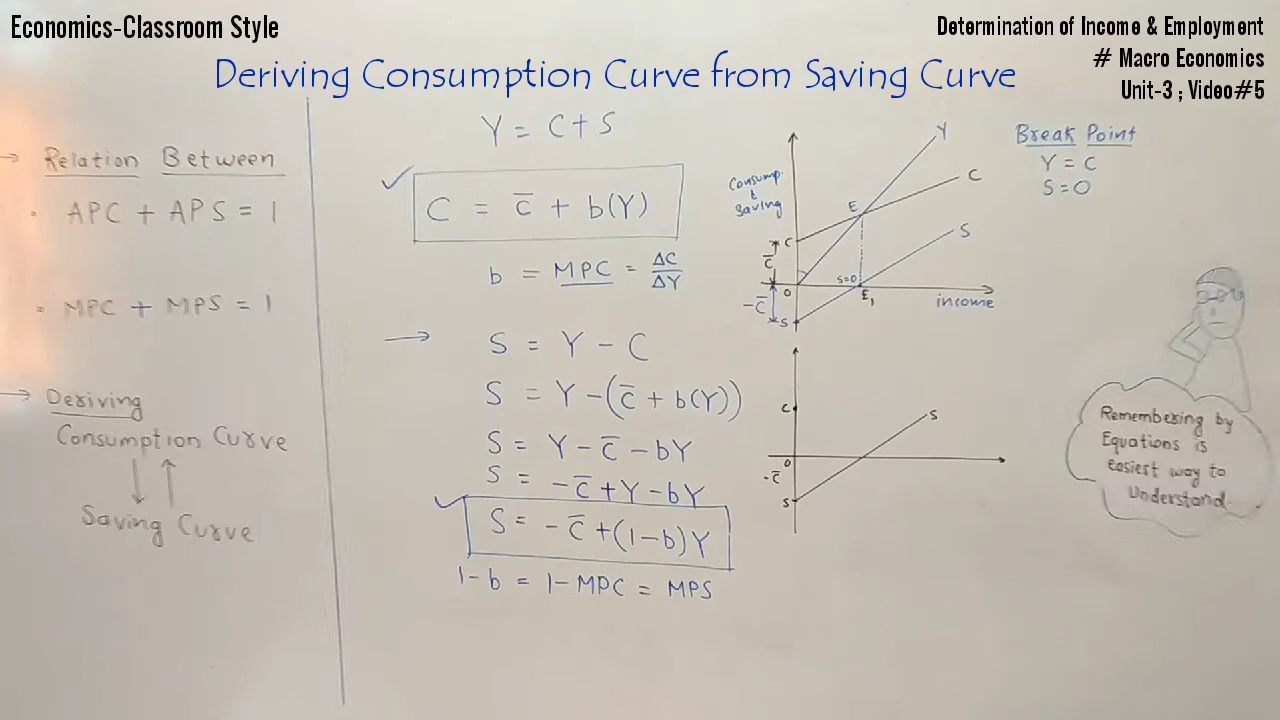 Economics-Classroom Style
Determination of Income & Employment
# Macro Economics
Unit-3 ; Video#5
Deriving Consumption Curve from Saving Curve
→ Relation Between
• APC + APS = 1
• MPC + MPS = 1
→ Deriving
Consumption Curve
↓↑
Saving Curve
Y = C + S
✓ C = c̅ + b(Y)
b = MPC = ΔC/ΔY
→ S = Y - C
S = Y - (c̅ + b(Y))
S = Y - c̅ - bY
S = - c̅ + Y - bY
✓ S = - c̅ + (1-b)Y
1-b = 1-MPC = MPS
Consump.
&
Saving
Y
C
E
S
C
c̅
S=0
O
E₁
income
-c̅
S
C
S
O
-c̅
S
Break Point
Y = C
S = 0
Remembering by
Equations is
easiest way to
Understand.